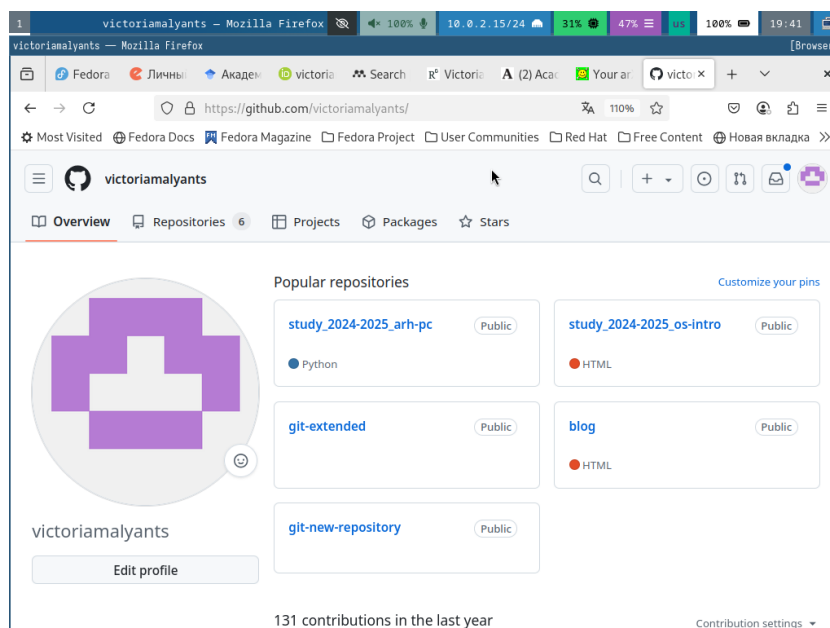 1 victoriamalyants — Mozilla Firefox 100% 10.0.2.15/24 31% 47% us 100% 19:41
victoriamalyants — Mozilla Firefox [Browse
Fedora Личны Академ victoria Search Victoria (2) Acac Your ar victo
https://github.com/victoriamalyants/ 110%
Most Visited Fedora Docs Fedora Magazine Fedora Project User Communities Red Hat Free Content Новая вкладка
victoriamalyants
Overview Repositories 6 Projects Packages Stars
Popular repositories Customize your pins
study_2024-2025_arh-pc Public study_2024-2025_os-intro Public
Python HTML
git-extended Public blog Public
HTML
git-new-repository Public
victoriamalyants
Edit profile
131 contributions in the last year Contribution settings